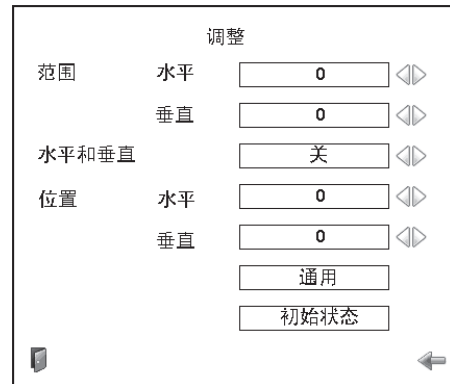 调整
范围 水平 0
垂直 0
水平和垂直 关
位置 水平 0
垂直 0
通用
初始状态